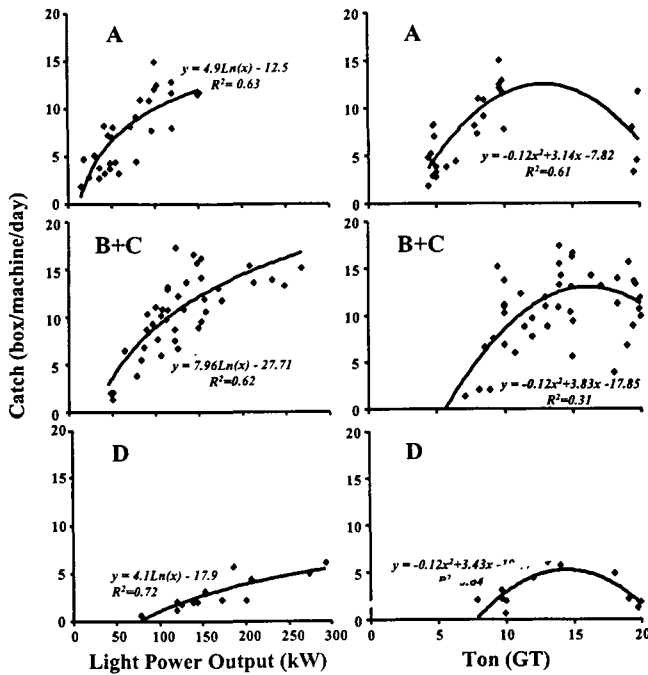 A
y = 4.9Ln(x) - 12.5
R²= 0.63
20
15
10
5
0
A
y = -0.12x²+3.14x -7.82
R²=0.61
20
15
10
5
0
B+C
y = 7.96Ln(x) - 27.71
R²=0.62
20
15
10
5
0
B+C
y = -0.12x²+3.83x -17.85
R²=0.31
20
15
10
5
0
D
y = 4.1Ln(x) - 17.9
R²=0.72
20
15
10
5
0
0 50 100 150 200 250 300
D
y = -0.12x²+3.43x
20
15
10
5
0
0 5 10 15 20
Catch (box/machine/day)
Light Power Output (kW)
Ton (GT)